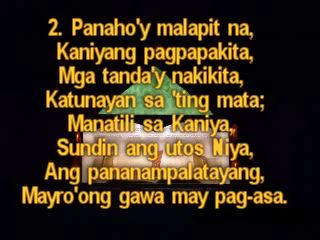 2. Panaho'y malapit na,
Kaniyang pagpapakita,
Mga tanda'y nakikita,
Katunayan sa 'ting mata;
Manatili sa Kaniya,
Sundin ang utos Niya,
Ang pananampalatayang,
Mayro'ong gawa may pag-asa.